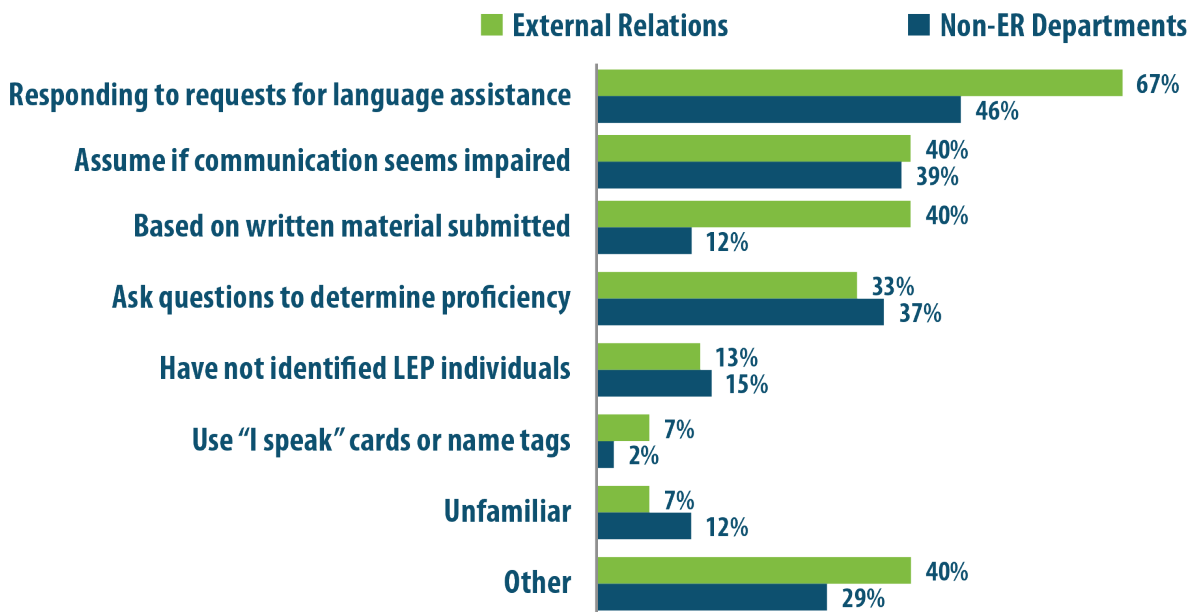 External Relations
Non-ER Departments
Responding to requests for language assistance
67%
46%
Assume if communication seems impaired
40%
39%
Based on written material submitted
40%
12%
Ask questions to determine proficiency
33%
37%
Have not identified LEP individuals
13%
15%
Use “I speak” cards or name tags
7%
2%
Unfamiliar
7%
12%
Other
40%
29%